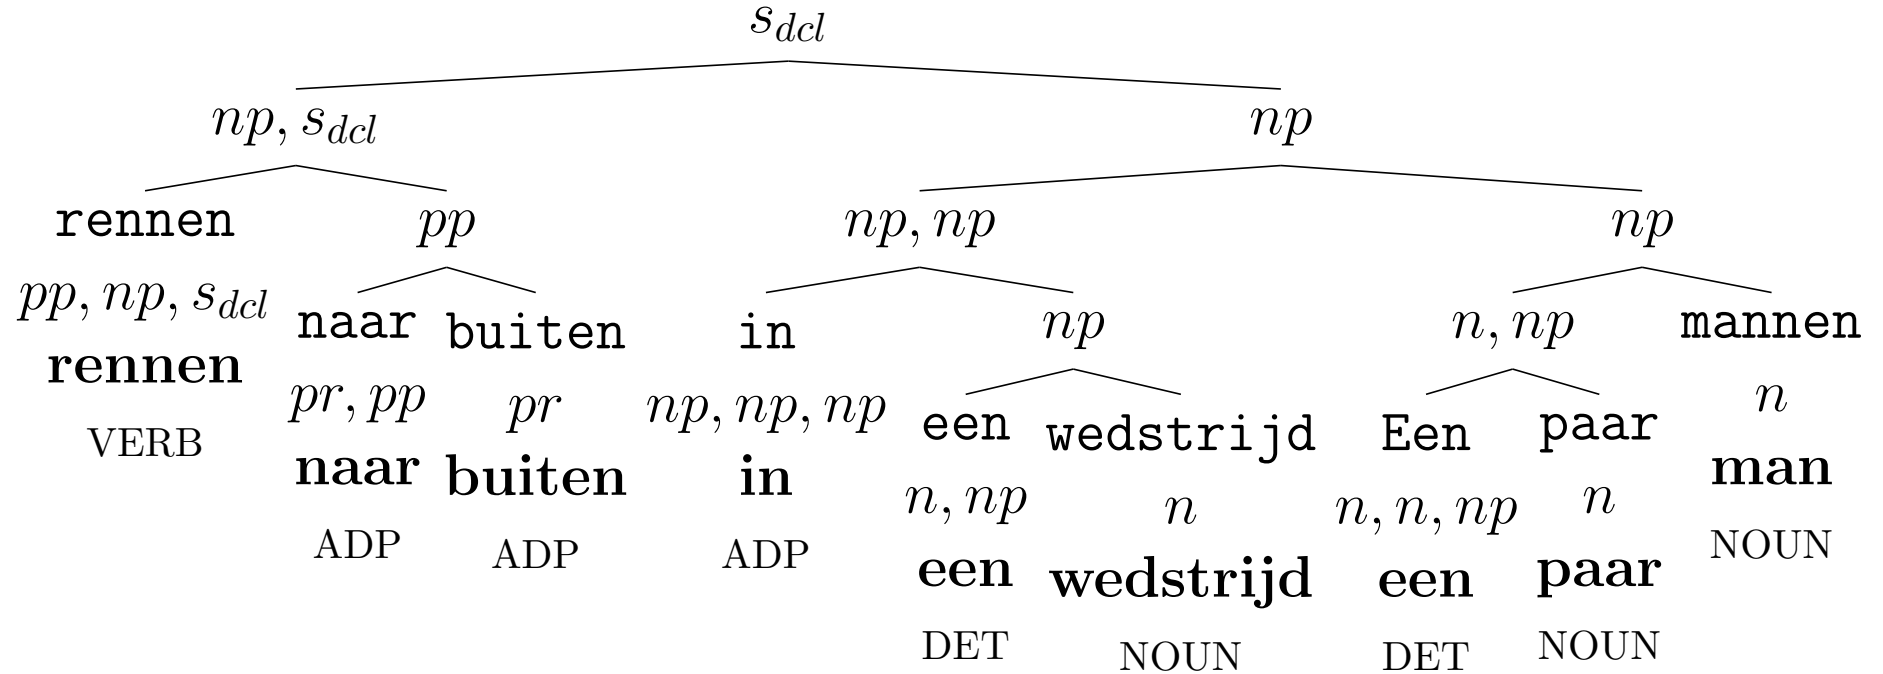 s_dcl
np, s_dcl np
rennen pp np, np np
pp, np, s_dcl naar buiten in np n, np mannen
rennen pr, pp pr np, np, np een wedstrijd Een paar n
VERB naar buiten in n, np n n, n, np n man
ADP ADP ADP een wedstrijd een paar NOUN
DET NOUN DET NOUN